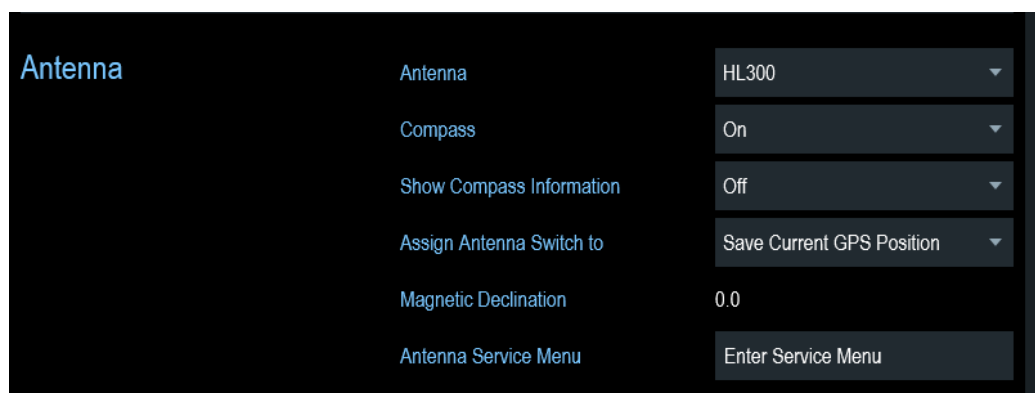 Antenna
Antenna HL300
Compass On
Show Compass Information Off
Assign Antenna Switch to Save Current GPS Position
Magnetic Declination 0.0
Antenna Service Menu Enter Service Menu